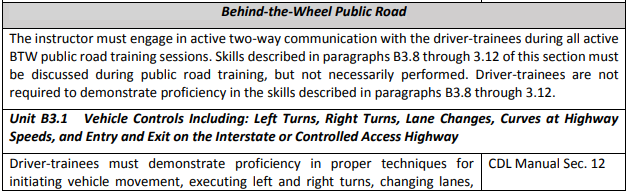 Behind-the-Wheel Public Road
The instructor must engage in active two-way communication with the driver-trainees during all active
BTW public road training sessions. Skills described in paragraphs B3.8 through 3.12 of this section must
be discussed during public road training, but not necessarily performed. Driver-trainees are not
required to demonstrate proficiency in the skills described in paragraphs B3.8 through 3.12.
Unit B3.1 Vehicle Controls Including: Left Turns, Right Turns, Lane Changes, Curves at Highway
Speeds, and Entry and Exit on the Interstate or Controlled Access Highway
Driver-trainees must demonstrate proficiency in proper techniques for CDL Manual Sec. 12
initiating vehicle movement, executing left and right turns, changing lanes,